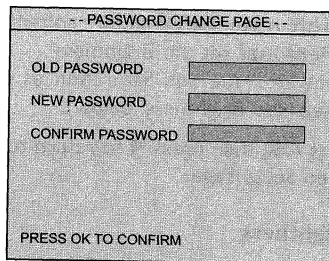 - - PASSWORD CHANGE PAGE - -
OLD PASSWORD
NEW PASSWORD
CONFIRM PASSWORD
PRESS OK TO CONFIRM